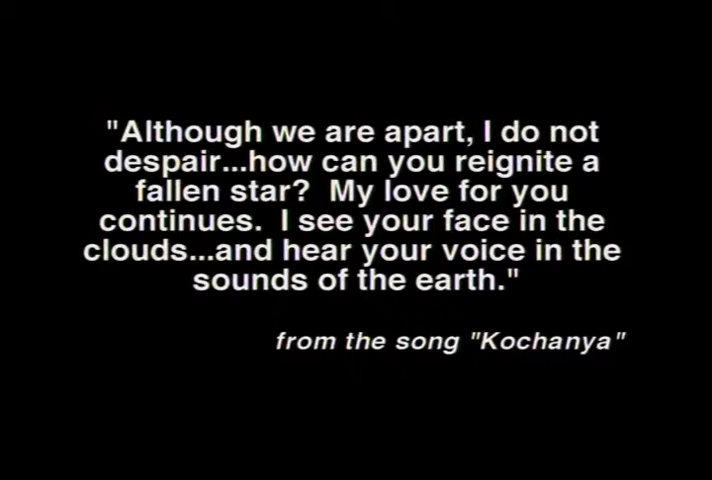 "Although we are apart, I do not
despair...how can you reignite a
fallen star?  My love for you
continues.  I see your face in the
clouds...and hear your voice in the
sounds of the earth."
from the song "Kochanya"